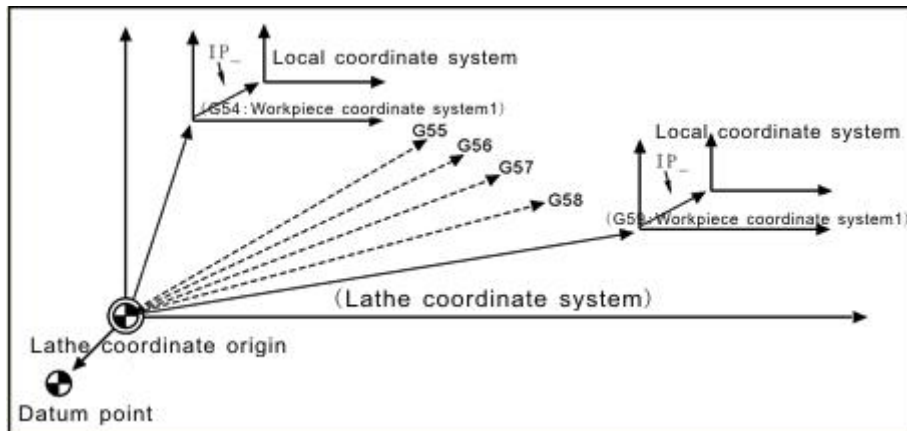 IP_
Local coordinate system
(G54:Workpiece coordinate system1)
G55
G56
G57
G58
Local coordinate system
IP_
(G59:Workpiece coordinate system1)
(Lathe coordinate system)
Lathe coordinate origin
Datum point